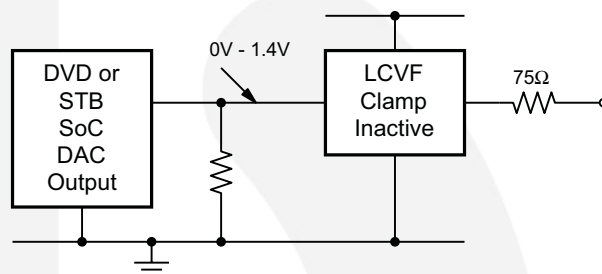 DVD or
STB
SoC
DAC
Output
0V - 1.4V
LCVF
Clamp
Inactive
75Ω